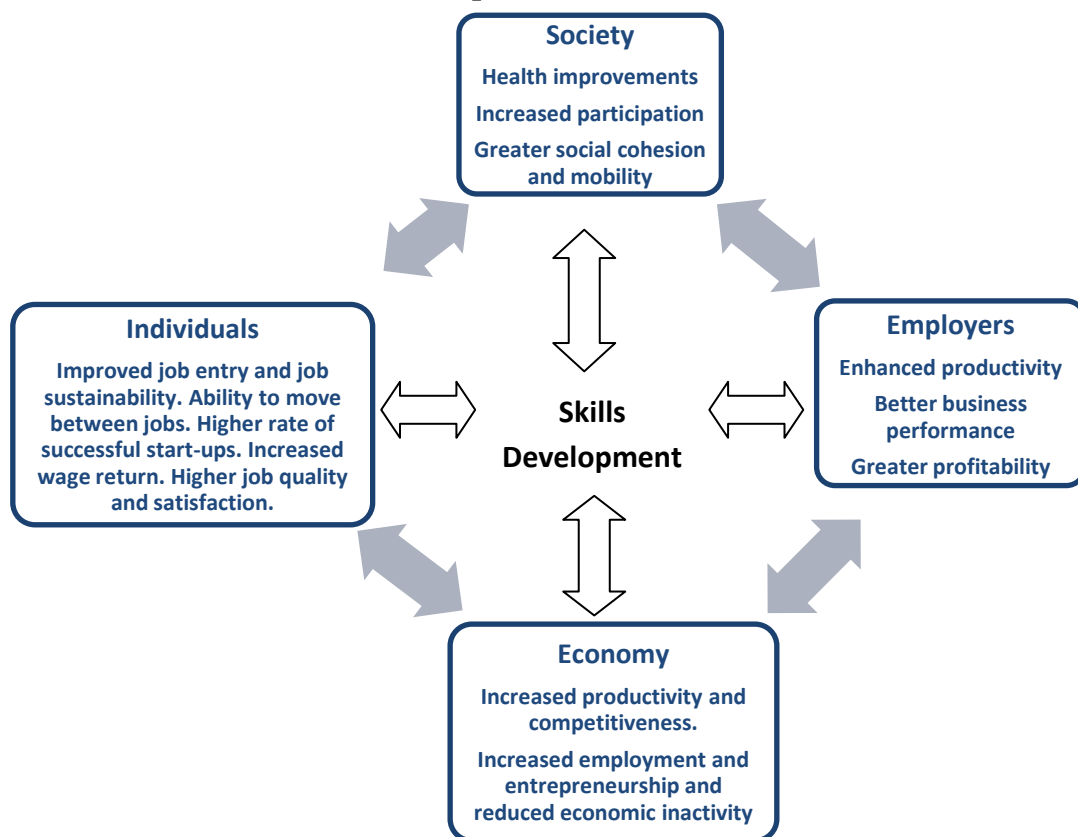 Society
Health improvements
Increased participation
Greater social cohesion
and mobility
Individuals
Improved job entry and job
sustainability. Ability to move
between jobs. Higher rate of
successful start-ups. Increased
wage return. Higher job quality
and satisfaction.
Skills
Development
Employers
Enhanced productivity
Better business
performance
Greater profitability
Economy
Increased productivity and
competitiveness.
Increased employment and
entrepreneurship and
reduced economic inactivity